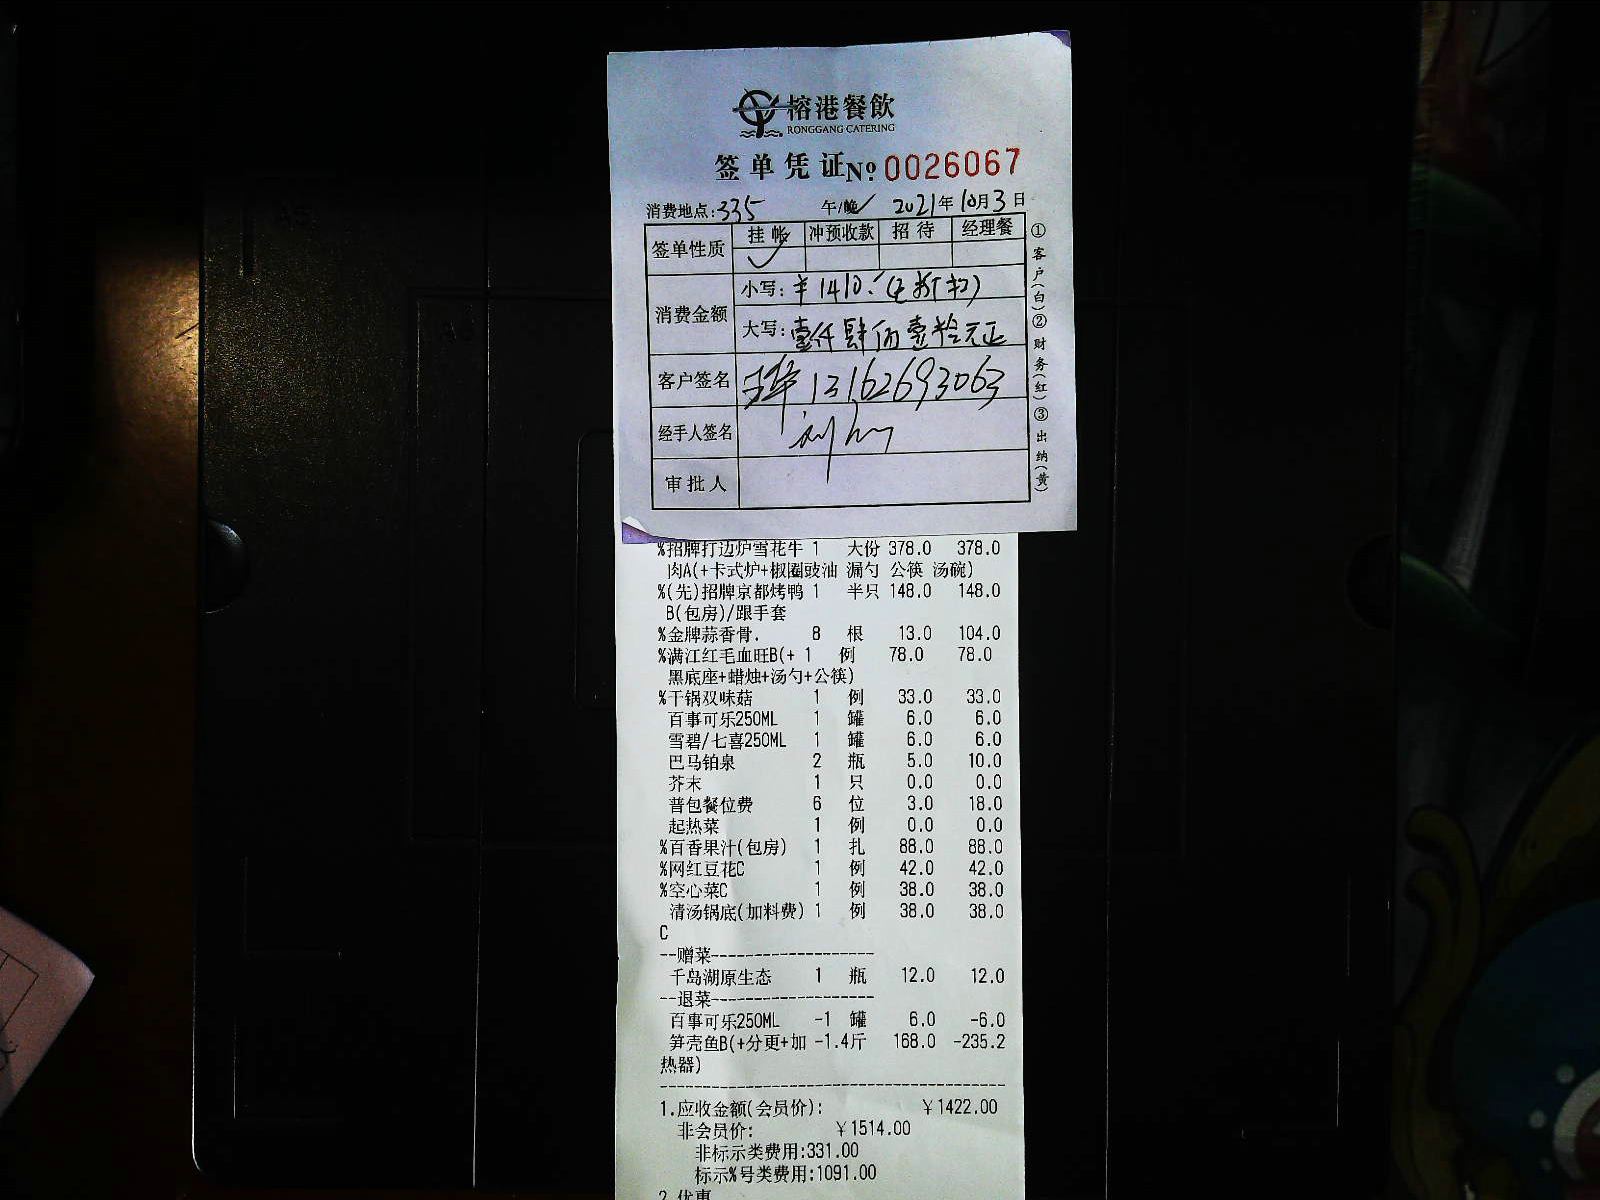 榕港餐飲
RONGGANG CATERING
签单凭证 № 0026067
消费地点:335 午/晚✓ 2021年10月3日
签单性质 挂帐 冲预收款 招待 经理餐
✓
消费金额 小写:¥1410.-(已折扣)
大写:壹仟肆佰壹拾元正
客户签名 13162693063
经手人签名
审批人
①客户(白)②财务(红)③出纳(黄)
%招牌打边炉雪花牛 1 大份 378.0 378.0
肉A(+卡式炉+椒圈豉油 漏勺 公筷 汤碗)
%(先)招牌京都烤鸭 1 半只 148.0 148.0
B(包房)/跟手套
%金牌蒜香骨. 8 根 13.0 104.0
%满江红毛血旺B(+ 1 例 78.0 78.0
黑底座+蜡烛+汤勺+公筷)
%干锅双味菇 1 例 33.0 33.0
百事可乐250ML 1 罐 6.0 6.0
雪碧/七喜250ML 1 罐 6.0 6.0
巴马铂泉 2 瓶 5.0 10.0
芥末 1 只 0.0 0.0
普包餐位费 6 位 3.0 18.0
起热菜 1 例 0.0 0.0
%百香果汁(包房) 1 扎 88.0 88.0
%网红豆花C 1 例 42.0 42.0
%空心菜C 1 例 38.0 38.0
清汤锅底(加料费) 1 例 38.0 38.0
C
--赠菜-------------------
千岛湖原生态 1 瓶 12.0 12.0
--退菜-------------------
百事可乐250ML -1 罐 6.0 -6.0
笋壳鱼B(+分更+加 -1.4斤 168.0 -235.2
热器)
----------------------------------------
1.应收金额(会员价): ¥1422.00
非会员价: ¥1514.00
非标示类费用:331.00
标示%号类费用:1091.00
2.优惠